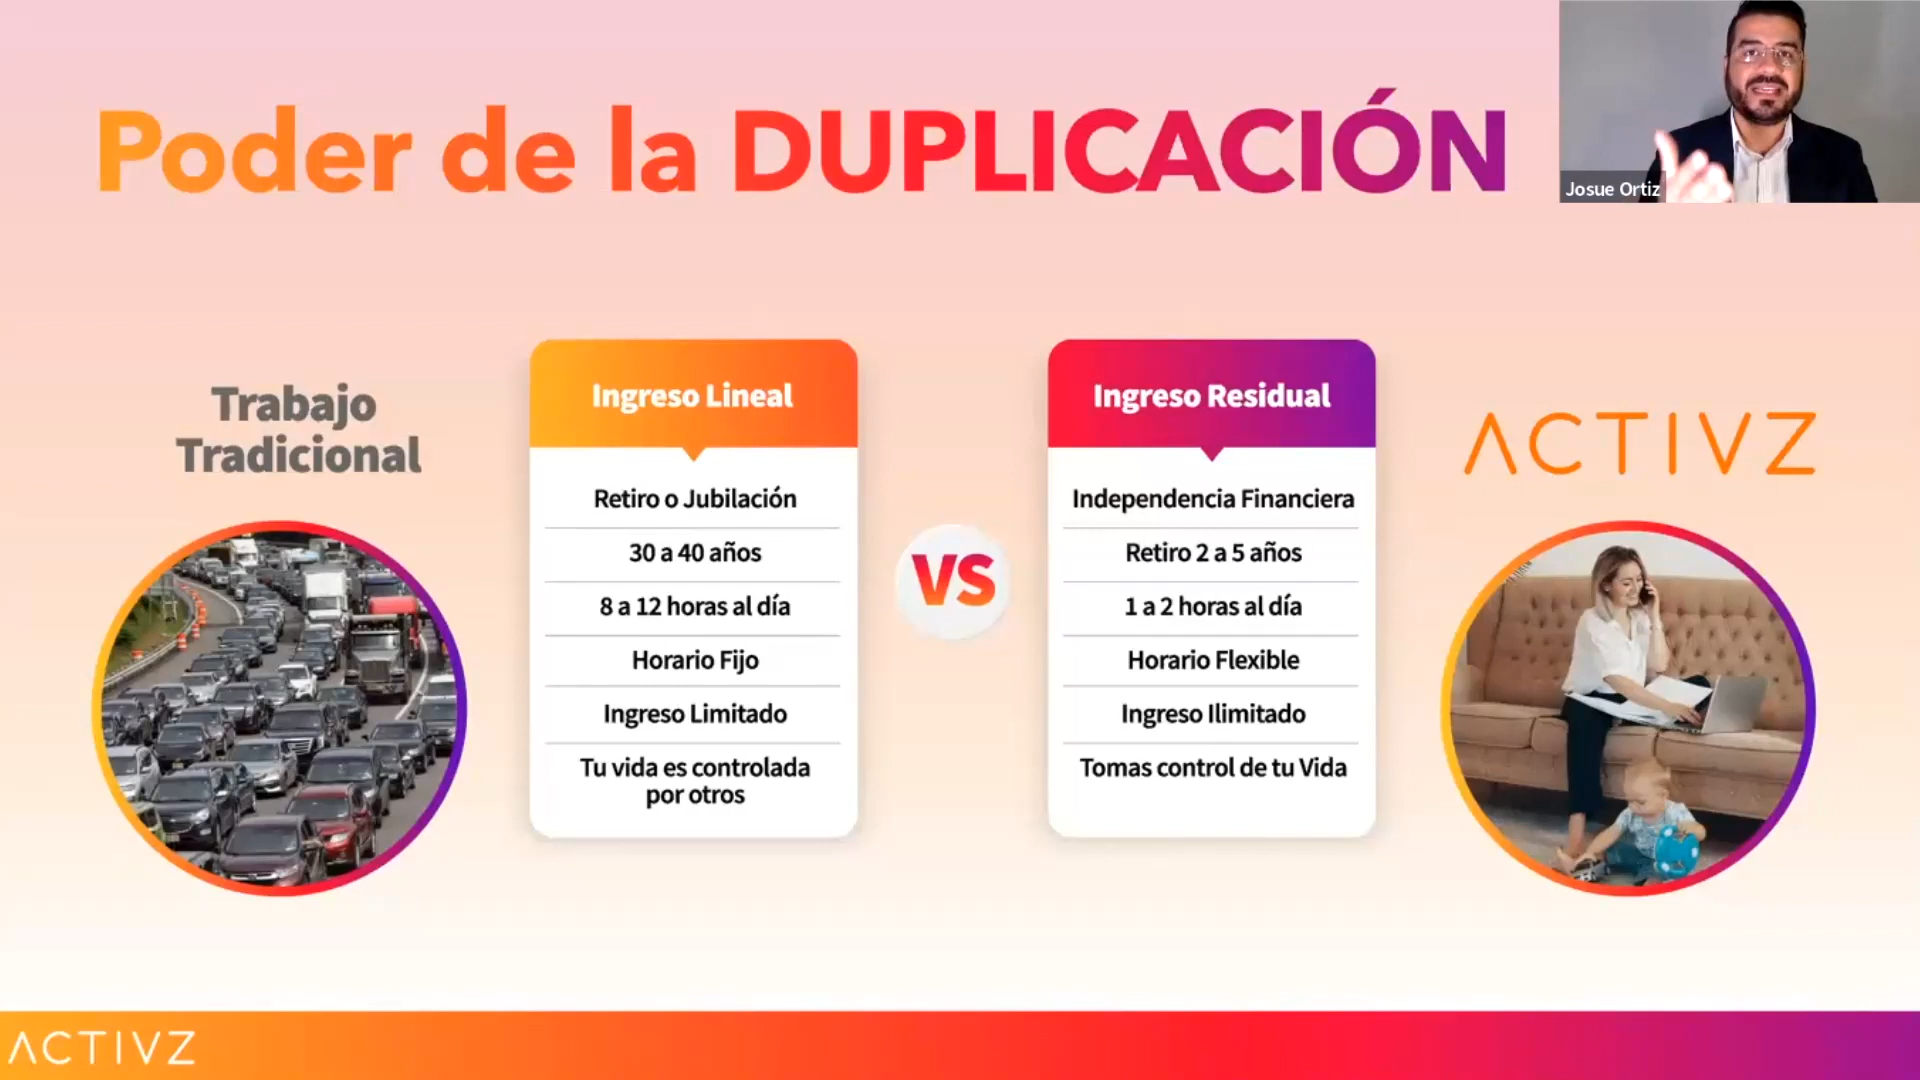 Poder de la DUPLICACIÓN
Josue Ortiz
Trabajo
Tradicional
Ingreso Lineal
Retiro o Jubilación
30 a 40 años
8 a 12 horas al día
Horario Fijo
Ingreso Limitado
Tu vida es controlada
por otros
VS
Ingreso Residual
Independencia Financiera
Retiro 2 a 5 años
1 a 2 horas al día
Horario Flexible
Ingreso Ilimitado
Tomas control de tu Vida
ACTIVZ
ACTIVZ